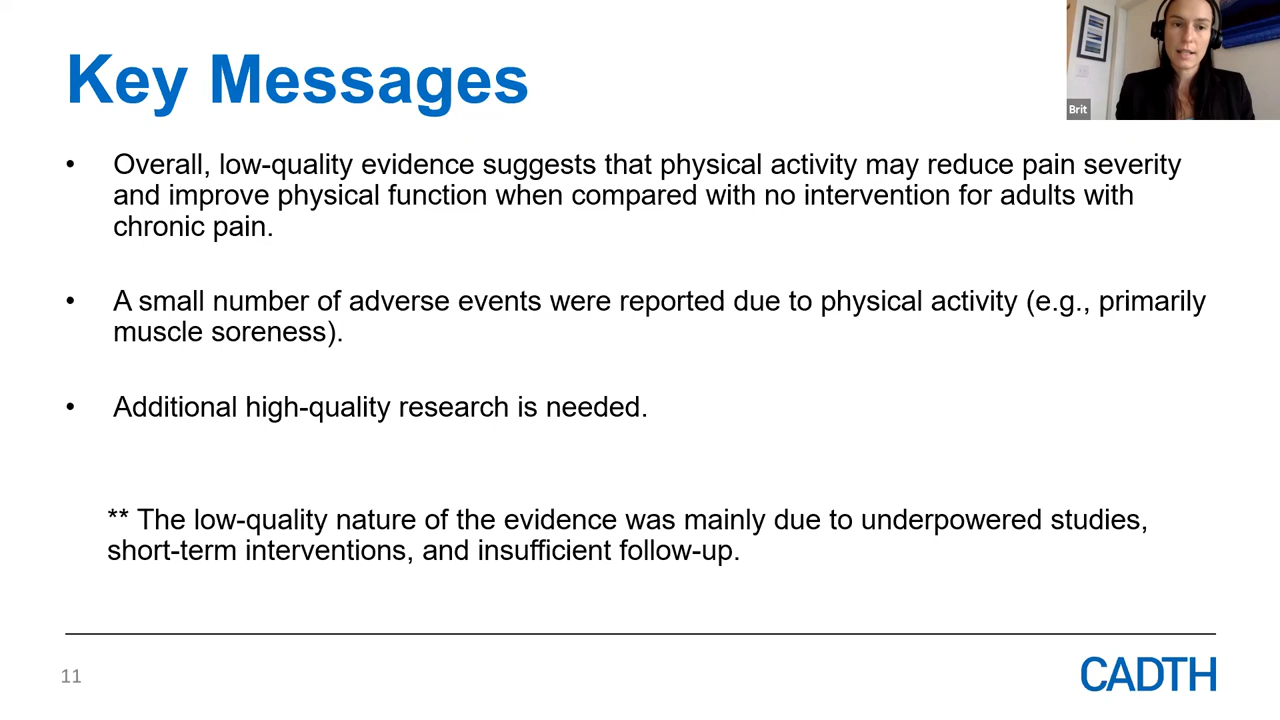 Key Messages
Brit
• Overall, low-quality evidence suggests that physical activity may reduce pain severity
and improve physical function when compared with no intervention for adults with
chronic pain.
• A small number of adverse events were reported due to physical activity (e.g., primarily
muscle soreness).
• Additional high-quality research is needed.
** The low-quality nature of the evidence was mainly due to underpowered studies,
short-term interventions, and insufficient follow-up.
11
CADTH